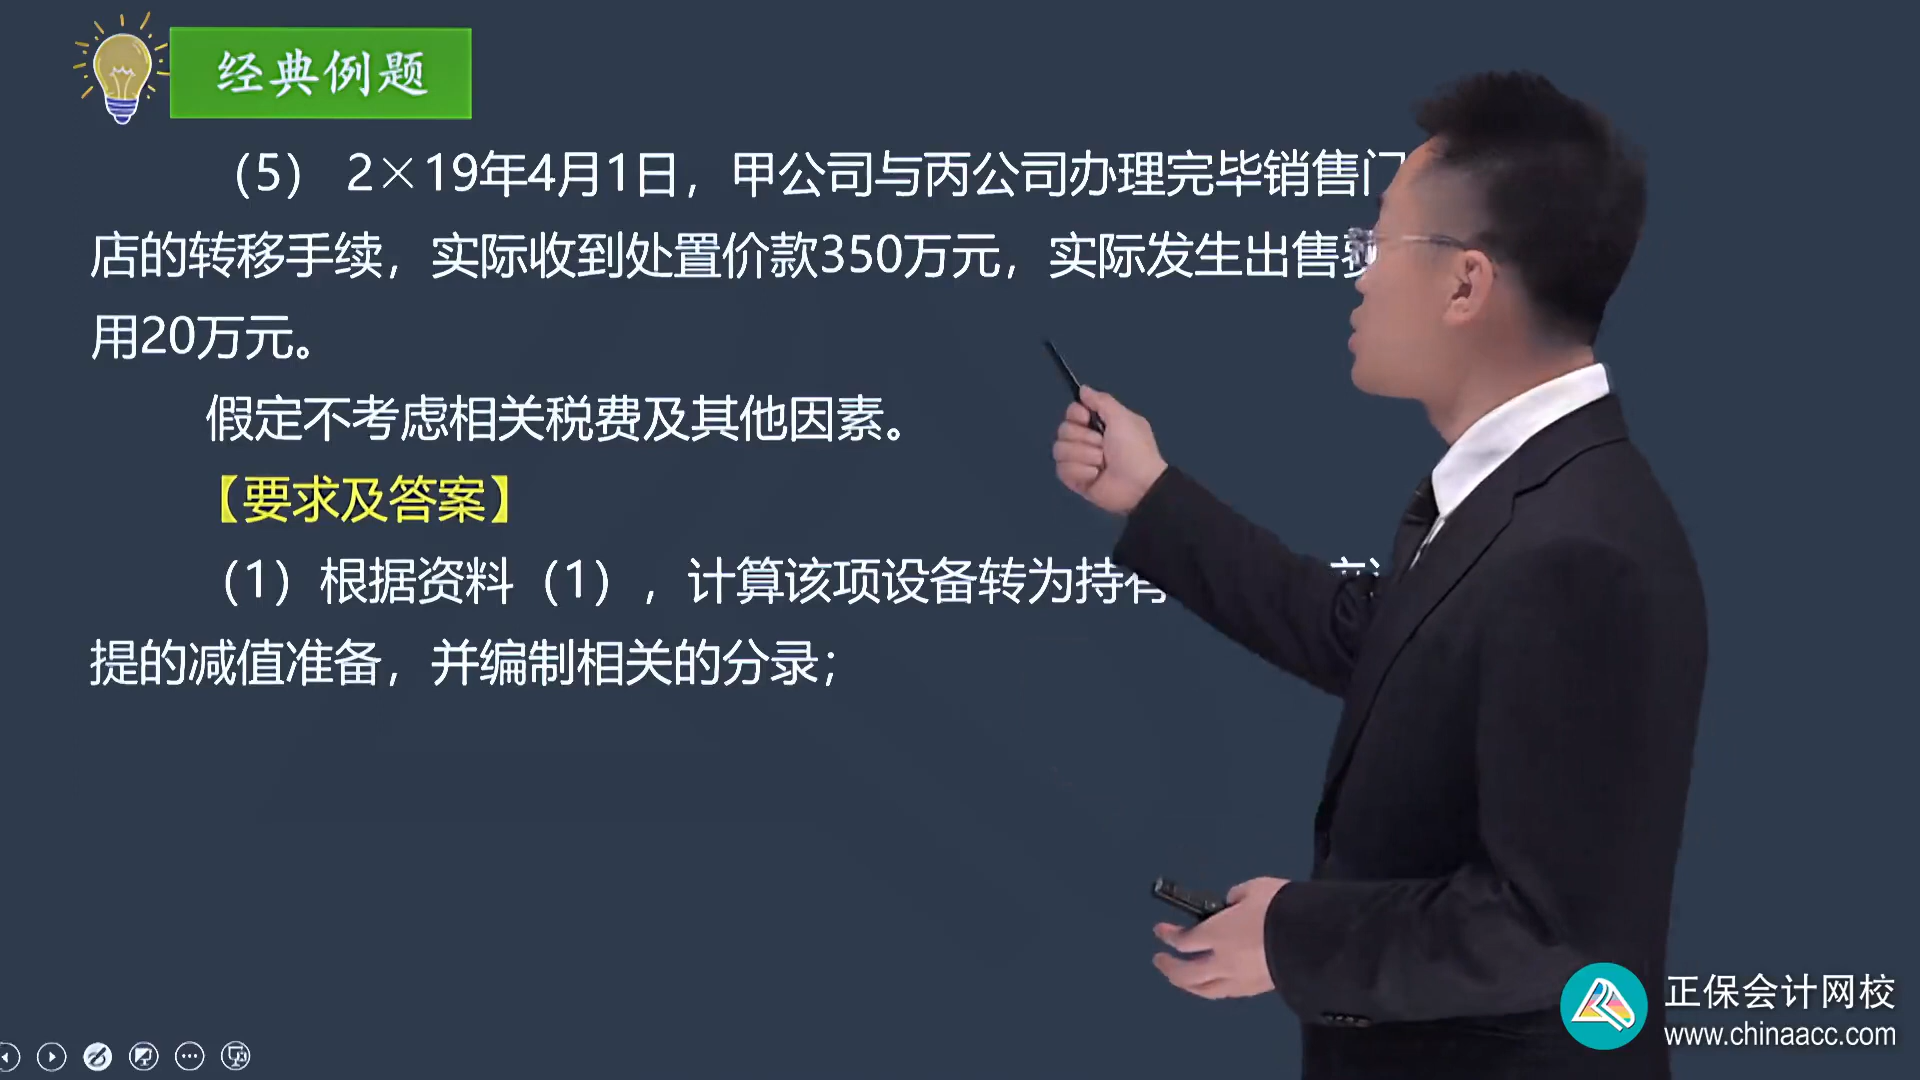 经典例题
（5） 2×19年4月1日，甲公司与丙公司办理完毕销售门
店的转移手续，实际收到处置价款350万元，实际发生出售费
用20万元。
假定不考虑相关税费及其他因素。
【要求及答案】
（1）根据资料（1），计算该项设备转为持有
提的减值准备，并编制相关的分录；
正保会计网校
www.chinaacc.com